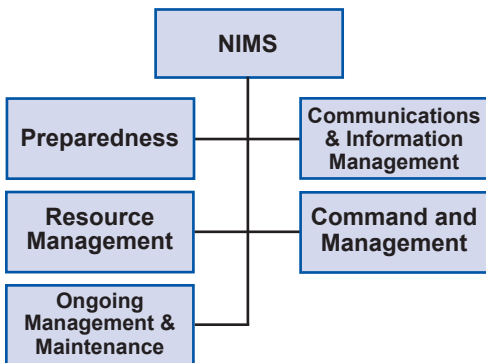 NIMS
Preparedness
Communications
& Information
Management
Resource
Management
Command and
Management
Ongoing
Management &
Maintenance